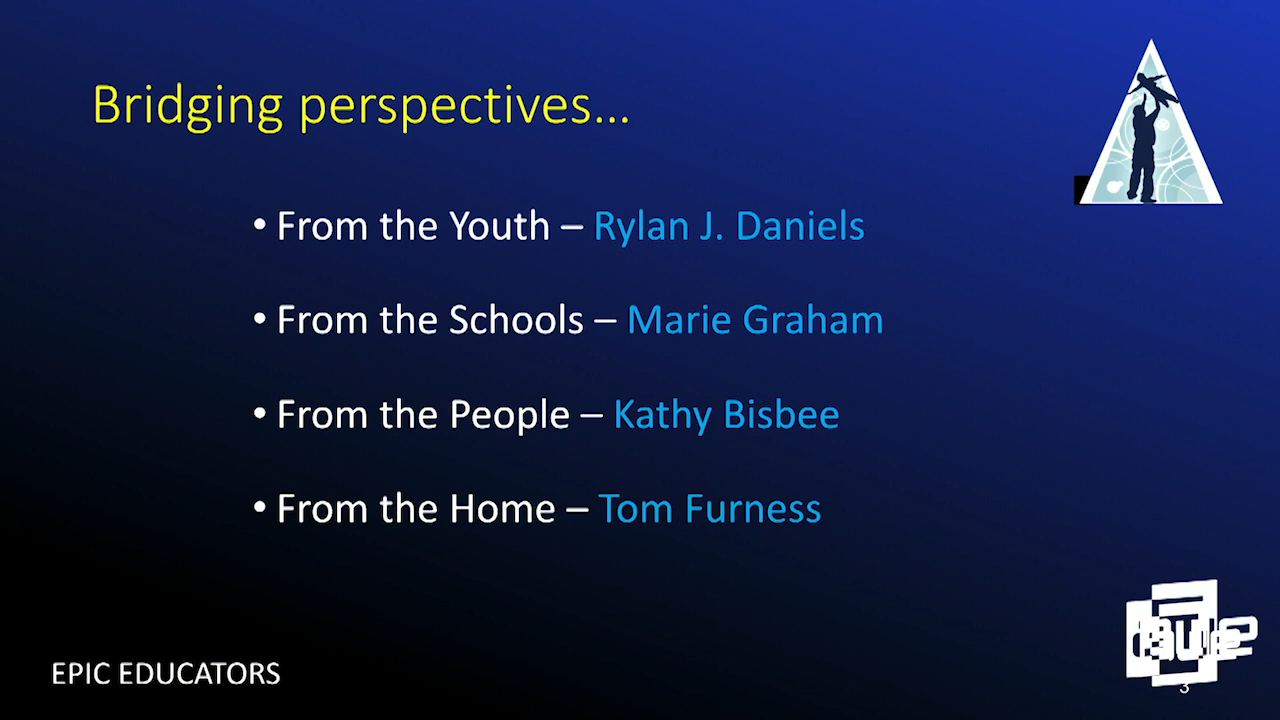 Bridging perspectives...
• From the Youth – Rylan J. Daniels
• From the Schools – Marie Graham
• From the People – Kathy Bisbee
• From the Home – Tom Furness
EPIC EDUCATORS
3